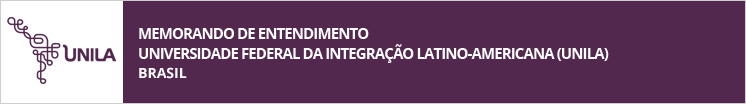 UNILA
MEMORANDO DE ENTENDIMENTO
UNIVERSIDADE FEDERAL DA INTEGRAÇÃO LATINO-AMERICANA (UNILA)
BRASIL